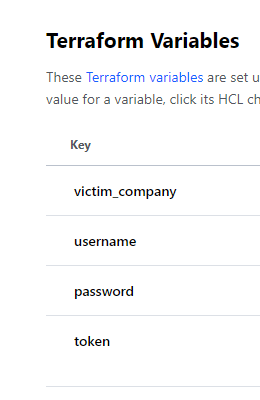 Terraform Variables
These Terraform variables are set u
value for a variable, click its HCL ch
Key
victim_company
username
password
token